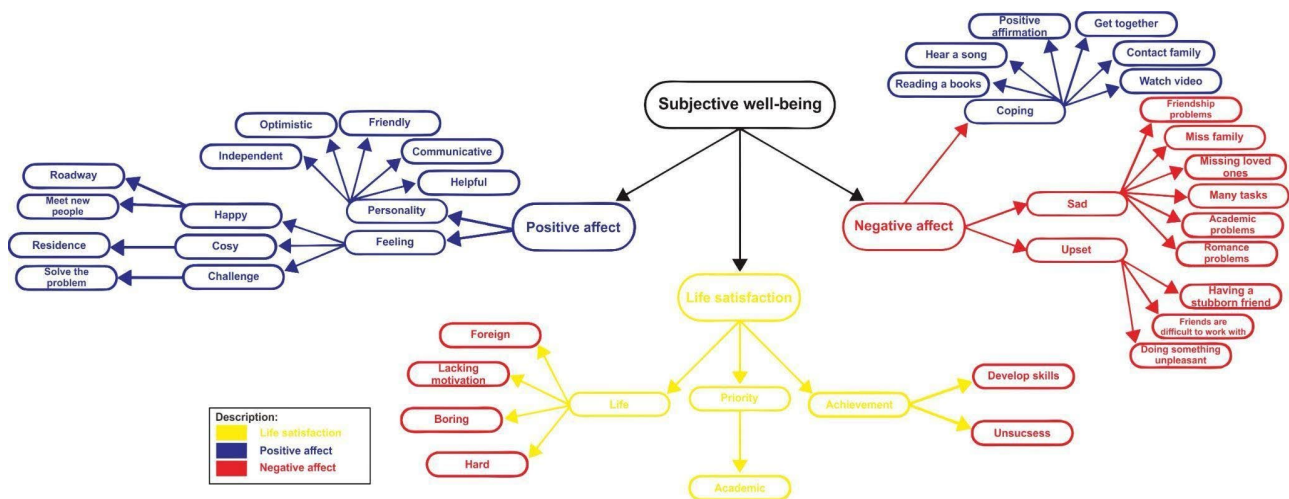 Subjective well-being
Positive affect
Personality
Independent
Optimistic
Friendly
Communicative
Helpful
Feeling
Happy
Roadway
Meet new
people
Cosy
Residence
Challenge
Solve the
problem
Negative affect
Coping
Reading a books
Hear a song
Positive
affirmation
Get together
Contact family
Watch video
Sad
Friendship
problems
Miss family
Missing loved
ones
Many tasks
Academic
problems
Romance
problems
Upset
Having a
stubborn friend
Friends are
difficult to work with
Doing something
unpleasant
Life satisfaction
Life
Foreign
Lacking
motivation
Boring
Hard
Priority
Academic
Achievement
Develop skills
Unsucsess
Description:
Life satisfaction
Positive affect
Negative affect